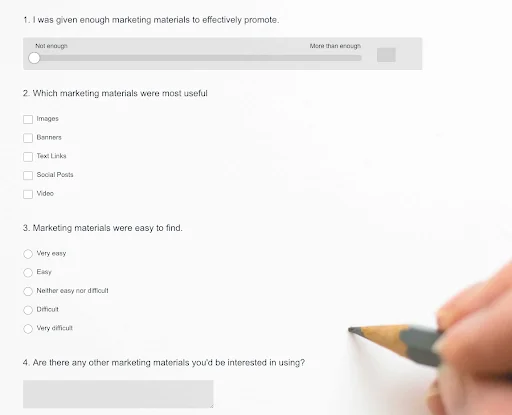 1. I was given enough marketing materials to effectively promote.
Not enough More than enough
2. Which marketing materials were most useful
Images
Banners
Text Links
Social Posts
Video
3. Marketing materials were easy to find.
Very easy
Easy
Neither easy nor difficult
Difficult
Very difficult
4. Are there any other marketing materials you'd be interested in using?